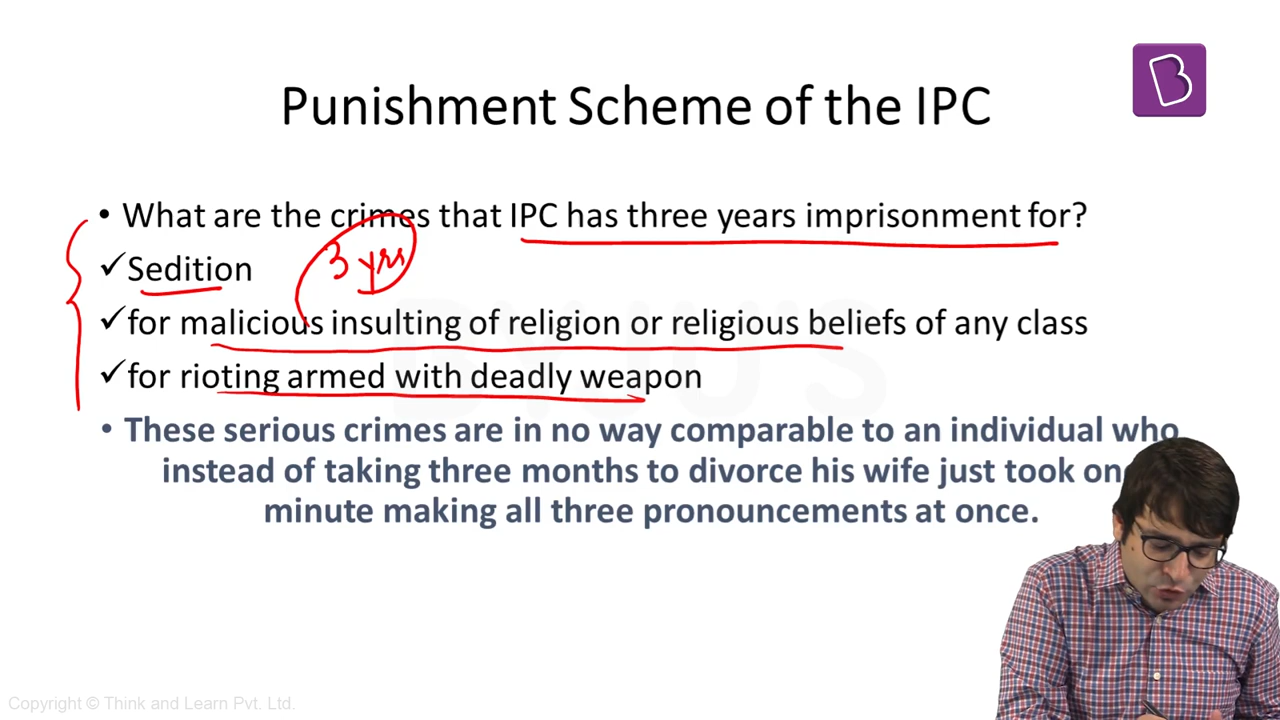 B
Punishment Scheme of the IPC
• What are the crimes that IPC has three years imprisonment for?
✓Sedition
3 yrs
✓for malicious insulting of religion or religious beliefs of any class
✓for rioting armed with deadly weapon
BYJU'S
• These serious crimes are in no way comparable to an individual who
instead of taking three months to divorce his wife just took
minute making all three pronouncements at once.
Copyright © Think and Learn Pvt. Ltd.